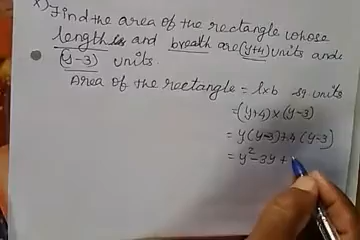 x) Find the area of the rectangle whose
length and breath are (y+4) units and
(y-3) units.
Area of the rectangle = l×b sq. units
= (y+4) × (y-3)
= y(y-3)+4(y-3)
= y²-3y+